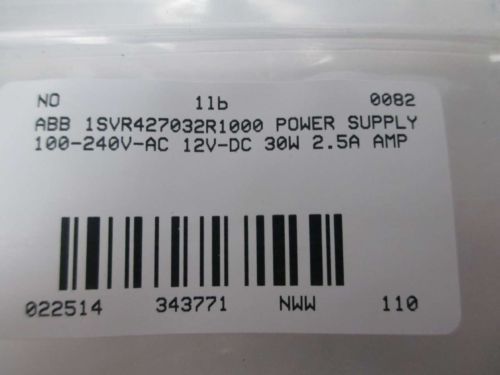 NO 1lb 0082
ABB 1SVR427032R1000 POWER SUPPLY
100-240V-AC 12V-DC 30W 2.5A AMP
022514 343771 NWW 110